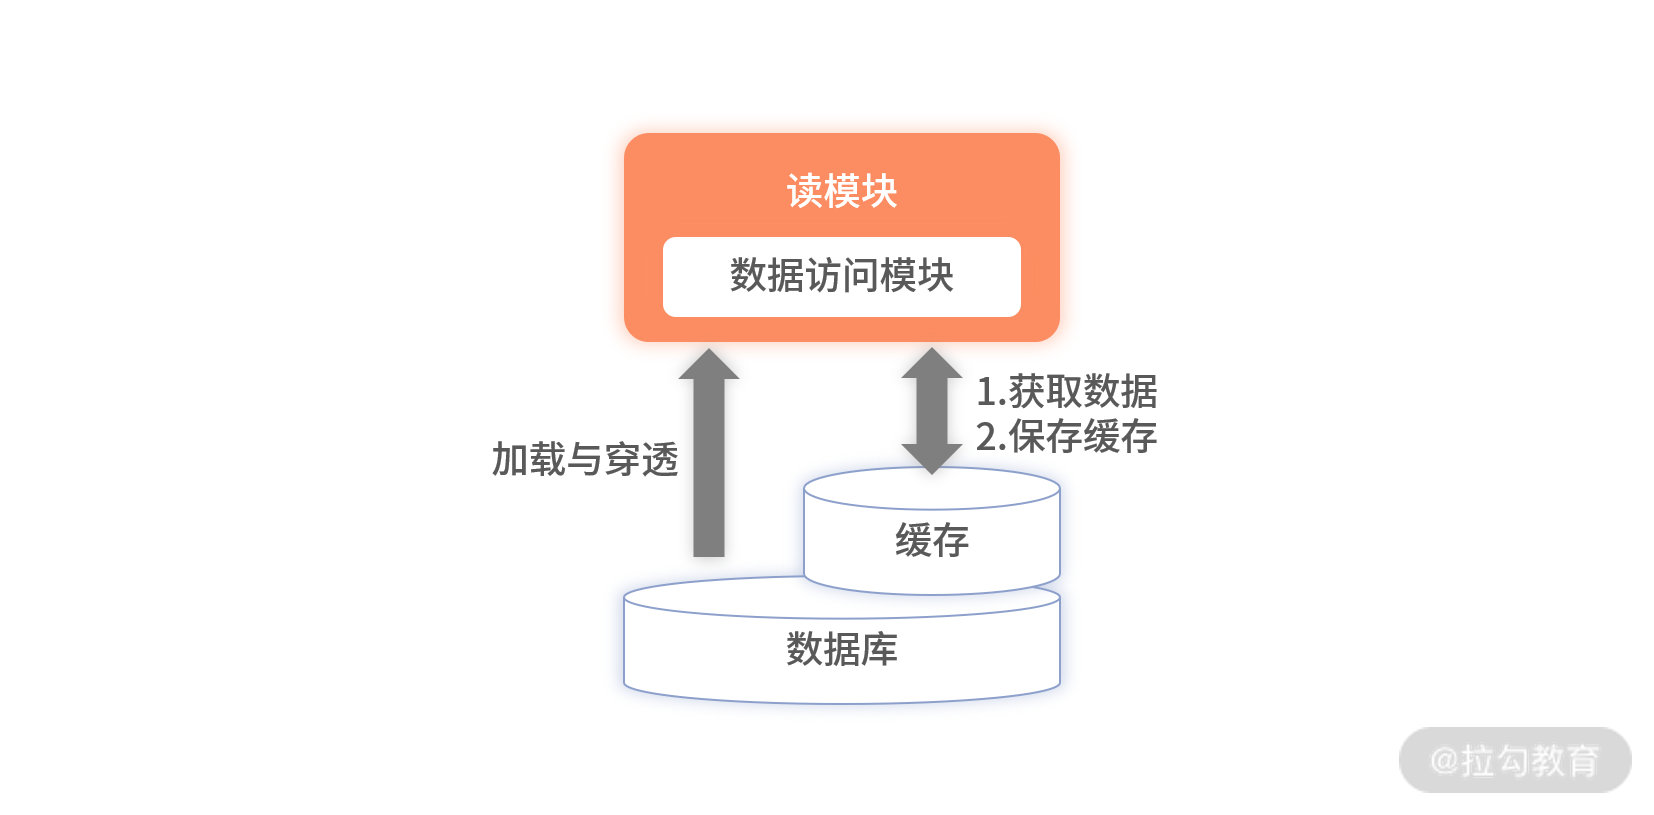 读模块
数据访问模块
1.获取数据
2.保存缓存
加载与穿透
缓存
数据库
@拉勾教育